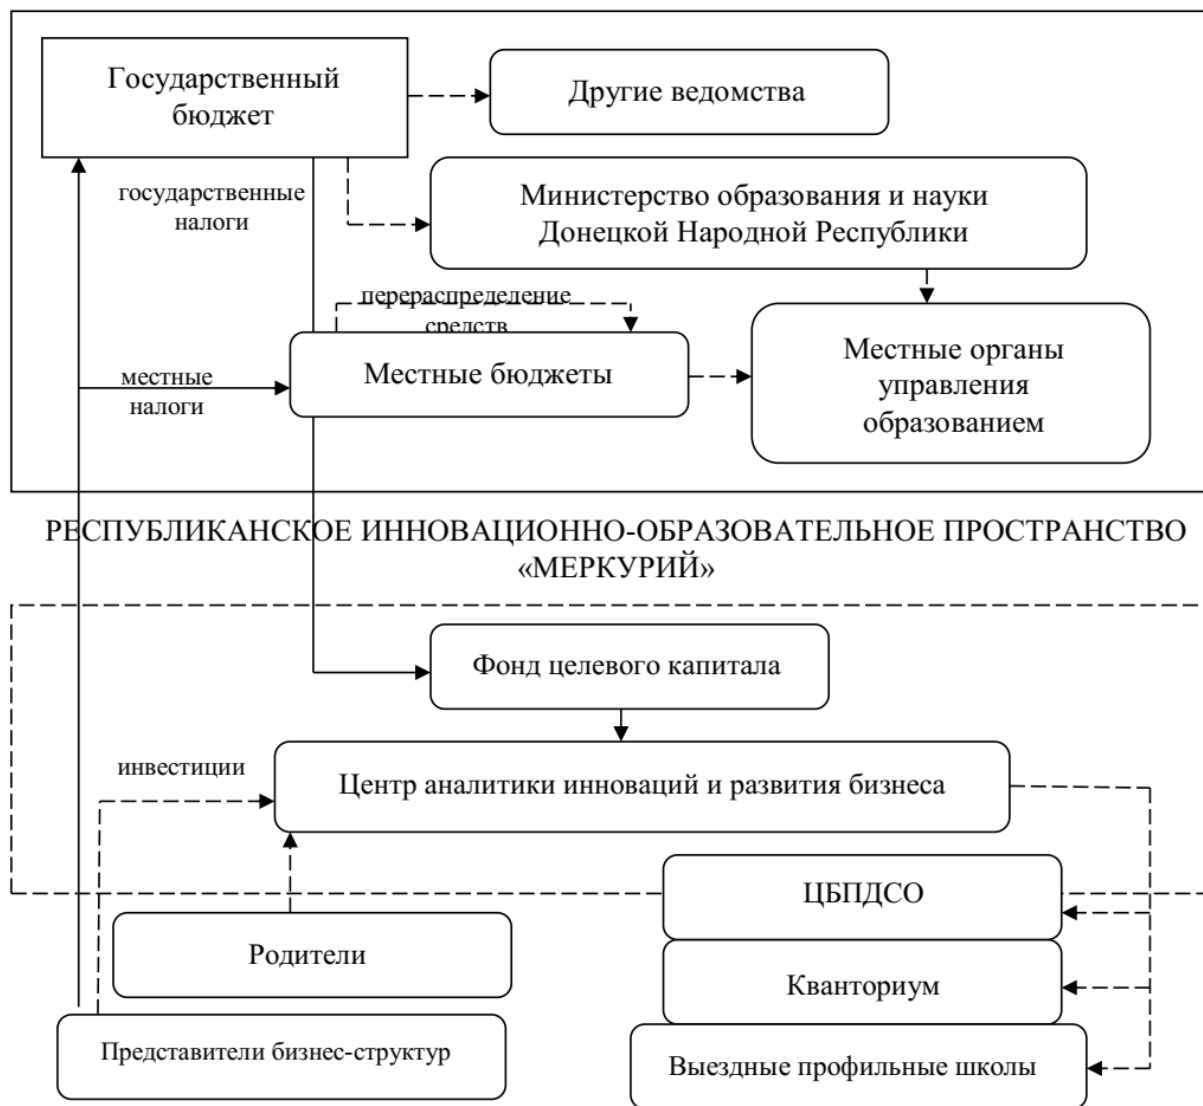 Государственный
бюджет
Другие ведомства
государственные
налоги
Министерство образования и науки
Донецкой Народной Республики
перераспределение
средств
Местные бюджеты
местные
налоги
Местные органы
управления
образованием
РЕСПУБЛИКАНСКОЕ ИННОВАЦИОННО-ОБРАЗОВАТЕЛЬНОЕ ПРОСТРАНСТВО
«МЕРКУРИЙ»
Фонд целевого капитала
инвестиции
Центр аналитики инноваций и развития бизнеса
ЦБПДСО
Родители
Кванториум
Представители бизнес-структур
Выездные профильные школы